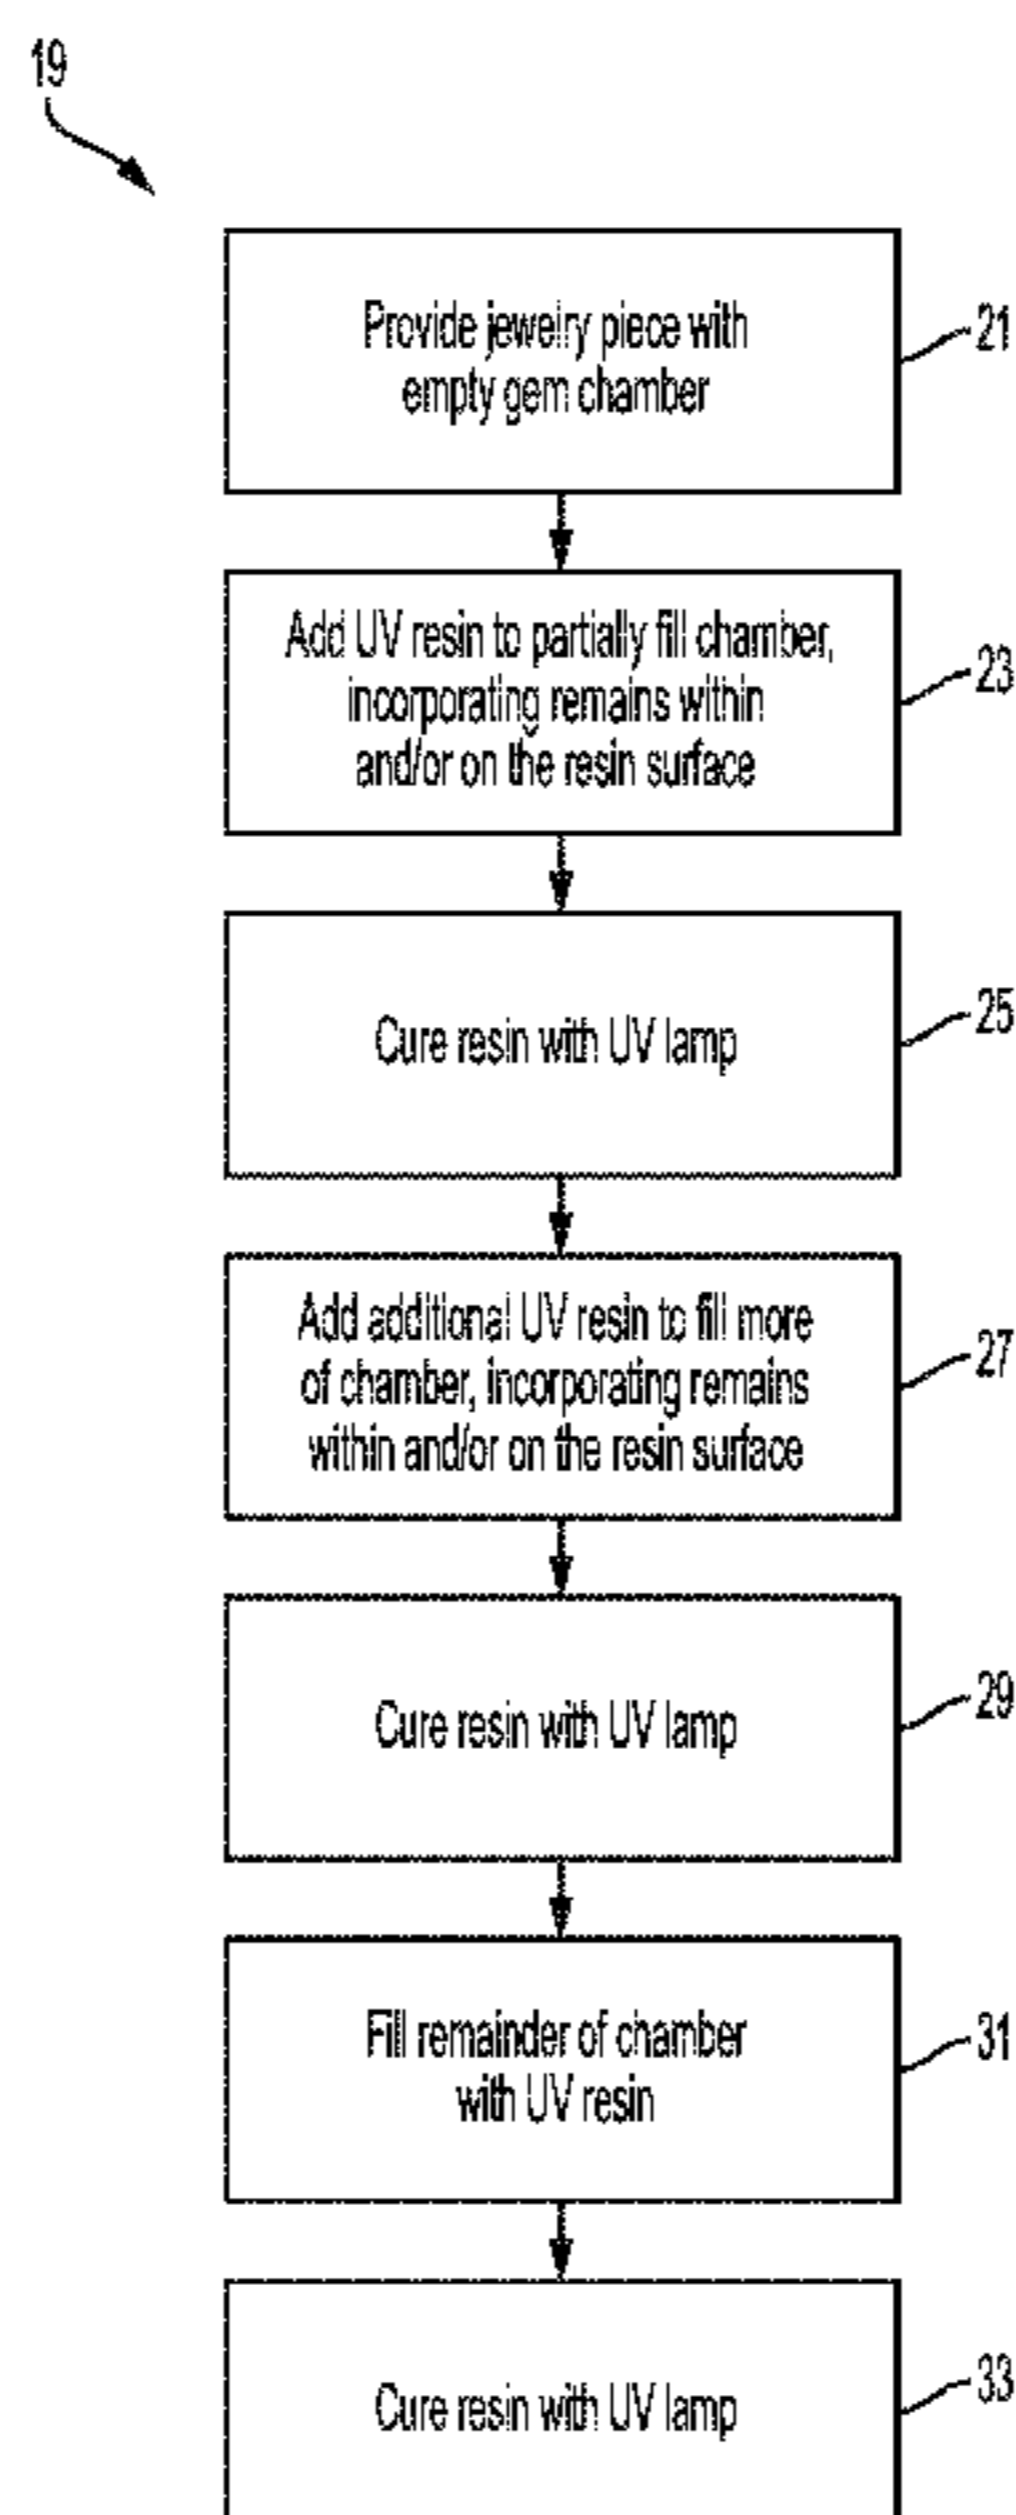 19
Provide jewelry piece with
empty gem chamber
21
Add UV resin to partially fill chamber,
incorporating remains within
and/or on the resin surface
23
Cure resin with UV lamp
25
Add additional UV resin to fill more
of chamber, incorporating remains
within and/or on the resin surface
27
Cure resin with UV lamp
29
Fill remainder of chamber
with UV resin
31
Cure resin with UV lamp
33